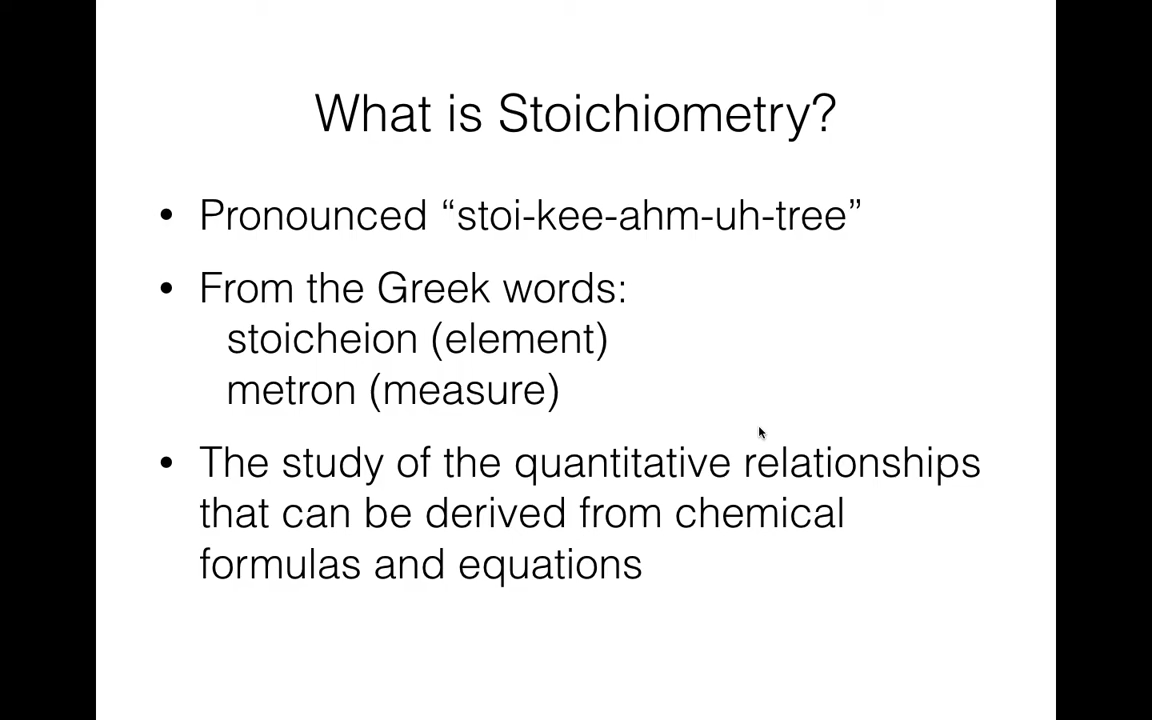 What is Stoichiometry?
• Pronounced “stoi-kee-ahm-uh-tree”
• From the Greek words:
stoicheion (element)
metron (measure)
• The study of the quantitative relationships
that can be derived from chemical
formulas and equations